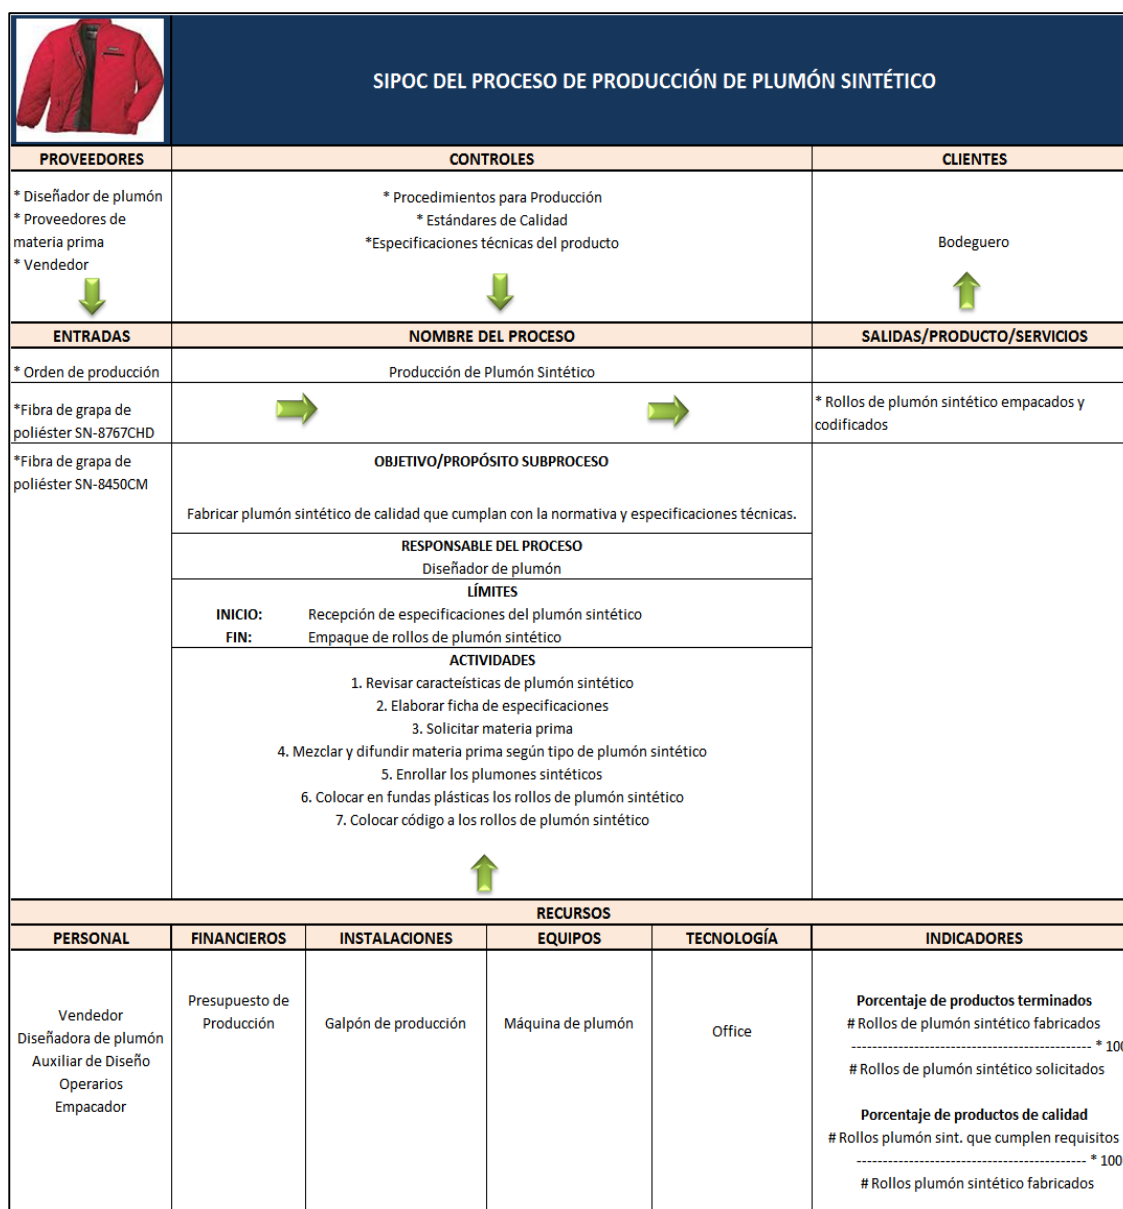 SIPOC DEL PROCESO DE PRODUCCIÓN DE PLUMÓN SINTÉTICO
PROVEEDORES
CONTROLES
CLIENTES
* Diseñador de plumón
* Proveedores de
materia prima
* Vendedor
* Procedimientos para Producción
* Estándares de Calidad
*Especificaciones técnicas del producto
Bodeguero
ENTRADAS
NOMBRE DEL PROCESO
SALIDAS/PRODUCTO/SERVICIOS
* Orden de producción
Producción de Plumón Sintético
*Fibra de grapa de
poliéster SN-8767CHD
* Rollos de plumón sintético empacados y
codificados
*Fibra de grapa de
poliéster SN-8450CM
OBJETIVO/PROPÓSITO SUBPROCESO
Fabricar plumón sintético de calidad que cumplan con la normativa y especificaciones técnicas.
RESPONSABLE DEL PROCESO
Diseñador de plumón
LÍMITES
INICIO: Recepción de especificaciones del plumón sintético
FIN: Empaque de rollos de plumón sintético
ACTIVIDADES
1. Revisar caracteísticas de plumón sintético
2. Elaborar ficha de especificaciones
3. Solicitar materia prima
4. Mezclar y difundir materia prima según tipo de plumón sintético
5. Enrollar los plumones sintéticos
6. Colocar en fundas plásticas los rollos de plumón sintético
7. Colocar código a los rollos de plumón sintético
RECURSOS
PERSONAL
FINANCIEROS
INSTALACIONES
EQUIPOS
TECNOLOGÍA
INDICADORES
Vendedor
Diseñadora de plumón
Auxiliar de Diseño
Operarios
Empacador
Presupuesto de
Producción
Galpón de producción
Máquina de plumón
Office
Porcentaje de productos terminados
# Rollos de plumón sintético fabricados
---------------------------------------------- * 100
# Rollos de plumón sintético solicitados
Porcentaje de productos de calidad
# Rollos plumón sint. que cumplen requisitos
-------------------------------------------- * 100
# Rollos plumón sintético fabricados